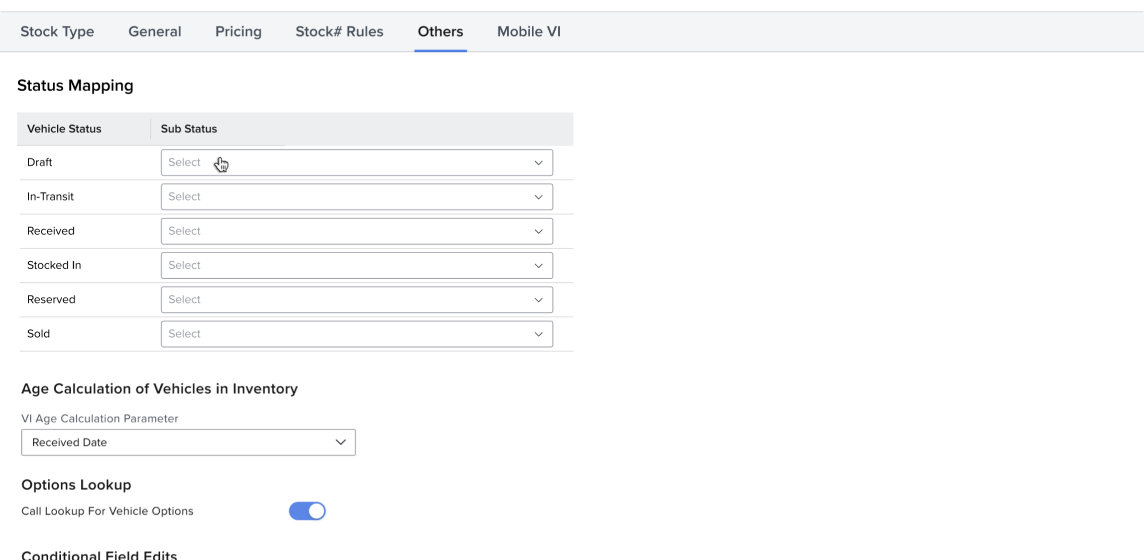 Stock Type General Pricing Stock# Rules Others Mobile VI
Status Mapping
Vehicle Status Sub Status
Draft Select
In-Transit Select
Received Select
Stocked In Select
Reserved Select
Sold Select
Age Calculation of Vehicles in Inventory
VI Age Calculation Parameter
Received Date
Options Lookup
Call Lookup For Vehicle Options
Conditional Field Edits